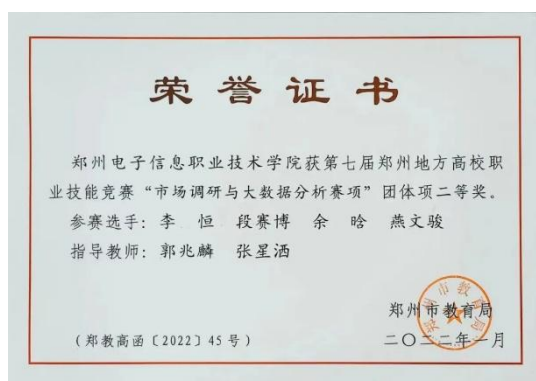 荣誉证书
郑州电子信息职业技术学院获第七届郑州地方高校职
业技能竞赛“市场调研与大数据分析赛项”团体项二等奖。
参赛选手：李 恒 段赛博 余 晗 燕文骏
指导教师：郭兆麟 张星洒
郑州市教育局
（郑教高函〔2022〕45号）
二〇二二年一月